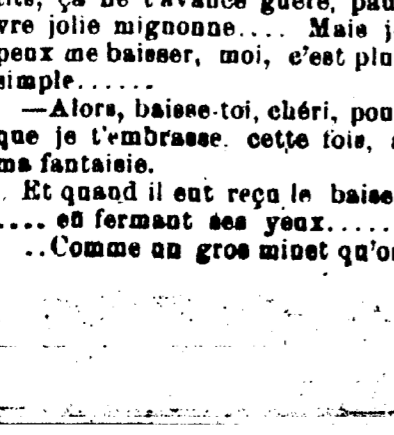 tite, ça ne t'avance guère, pau
vre jolie mignonne.... Mais j
peux me baisser, moi, c'est plu
simple......
—Alors, baisse-toi, chéri, pou
que je t'embrasse. cette fois,
ma fantaisie.
Et quand il eut reçu le baise
.... en fermant ses yeux.....
..Comme un gros minet qu'o